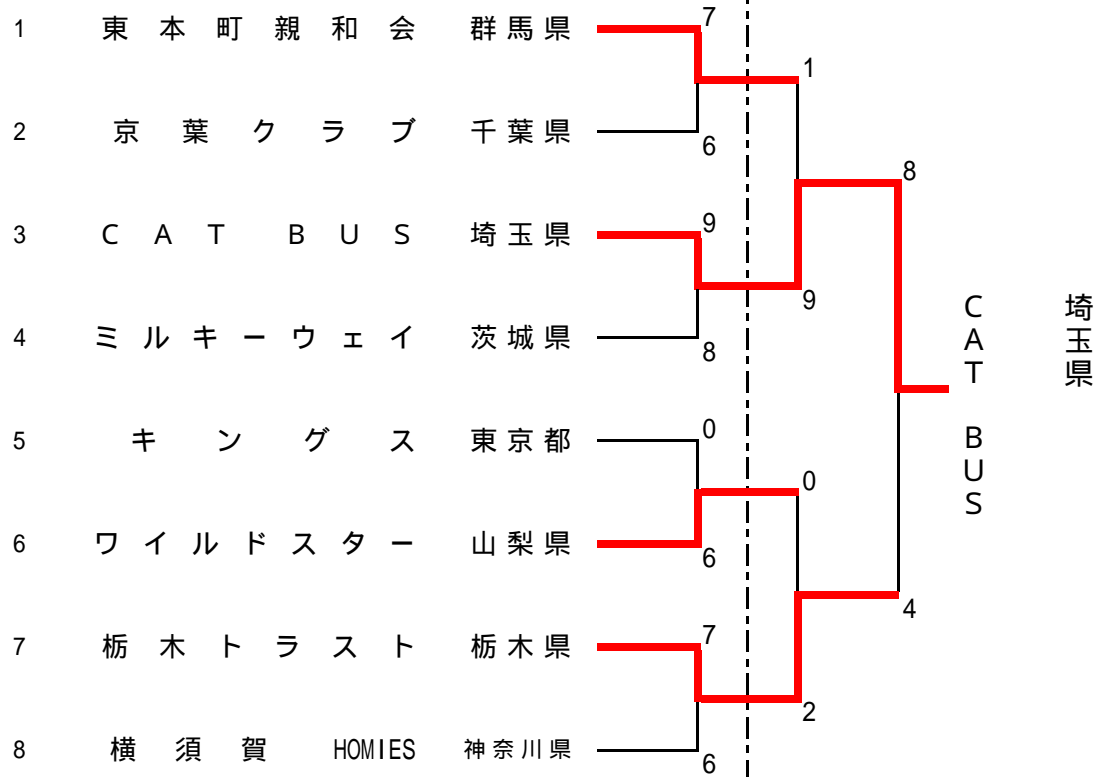 1 東本町親和会 群馬県 7
1
2 京葉クラブ 千葉県 6
8
3 CAT BUS 埼玉県 9
9
4 ミルキーウェイ 茨城県 8
CAT BUS 埼玉県
5 キングス 東京都 0
0
6 ワイルドスター 山梨県 6
4
7 栃木トラスト 栃木県 7
2
8 横須賀 HOMIES 神奈川県 6